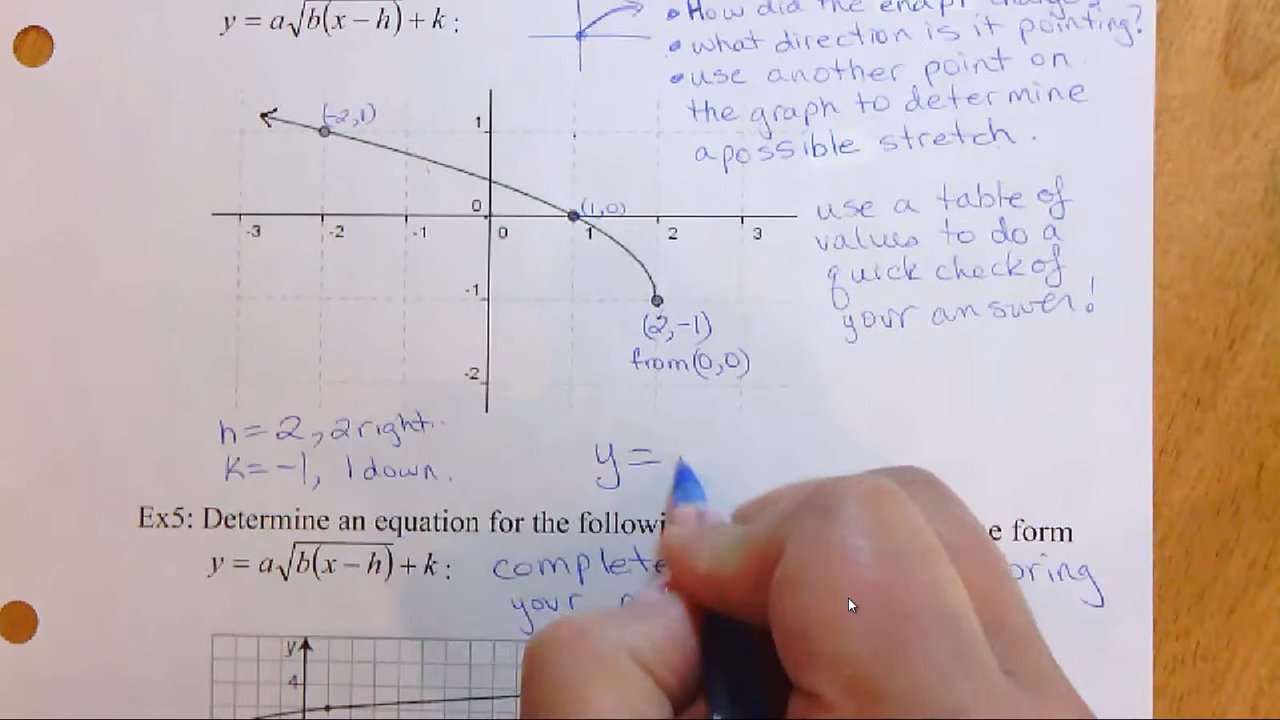 y = a√b(x − h) + k :
• How did the endpt change?
• what direction is it pointing?
• use another point on
the graph to determine
a possible stretch.
(-2,1)
1
0
(1,0)
-3 -2 -1 0 1 2 3
-1
(2,-1)
from (0,0)
-2
use a table of
values to do a
quick check of
your answer!
h=2, 2 right.
k=-1, 1 down.
y=
Ex5: Determine an equation for the followi e form
y = a√b(x − h) + k : complete bring
your
y
4